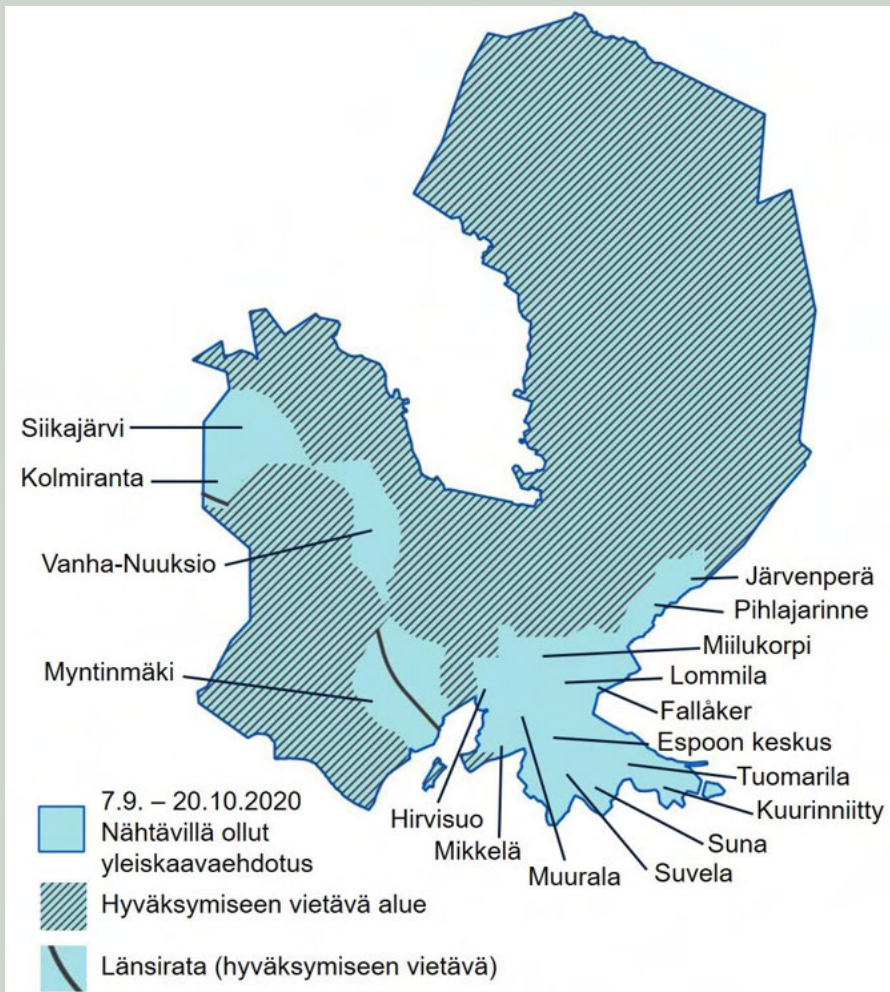 Siikajärvi
Kolmiranta
Vanha-Nuuksio
Myntinmäki
Järvenperä
Pihlajarinne
Miilukorpi
Lommila
Fallåker
Espoon keskus
Tuomarila
Kuurinniitty
Suna
Suvela
Muurala
Mikkelä
Hirvisuo
7.9. – 20.10.2020
Nähtävillä ollut
yleiskaavaehdotus
Hyväksymiseen vietävä alue
Länsirata (hyväksymiseen vietävä)